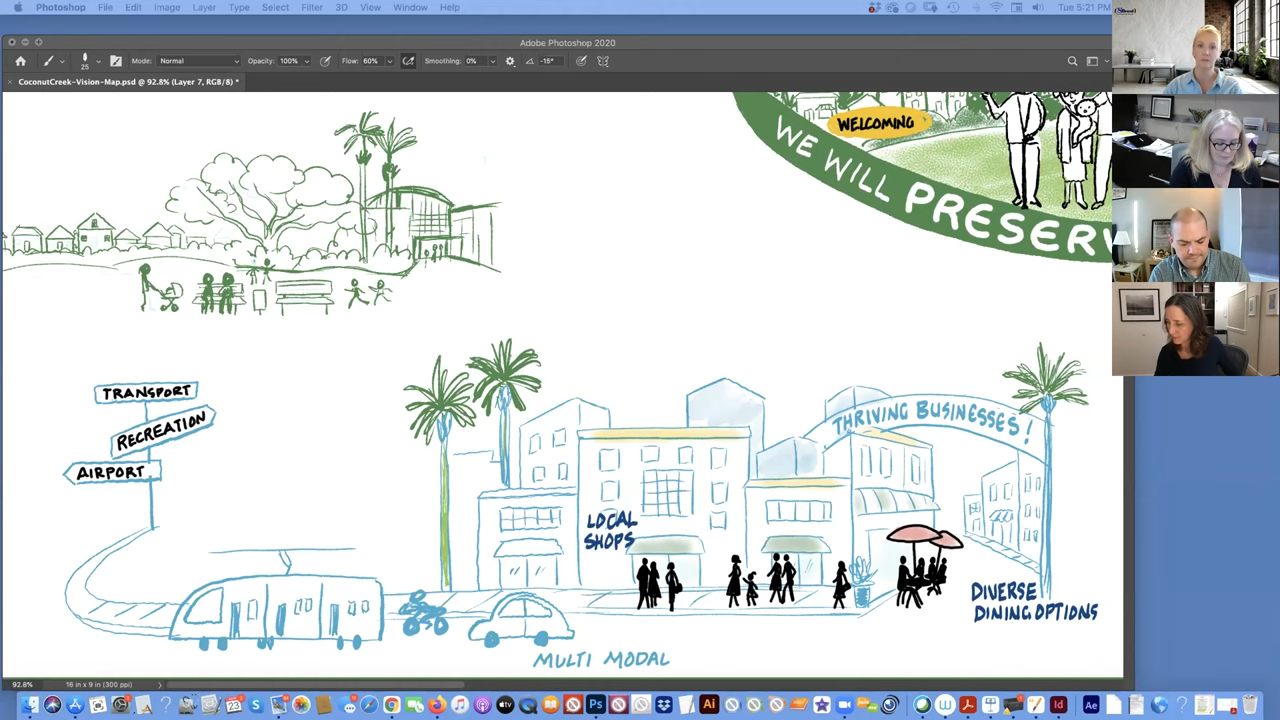 Photoshop File Edit Image Layer Type Select Filter 3D View Window Help Tue 5:21 PM
Adobe Photoshop 2020
25 Mode: Normal Opacity: 100% Flow: 60% Smoothing: 0% -15°
CoconutCreek-Vision-Map.psd @ 92.8% (Layer 7, RGB/8) *
WELCOMING
WE WILL PRESERV
TRANSPORT
RECREATION
AIRPORT
THRIVING BUSINESSES!
LOCAL
SHOPS
DIVERSE
DINING OPTIONS
MULTI MODAL
92.8% 16 in x 9 in (300 ppi)